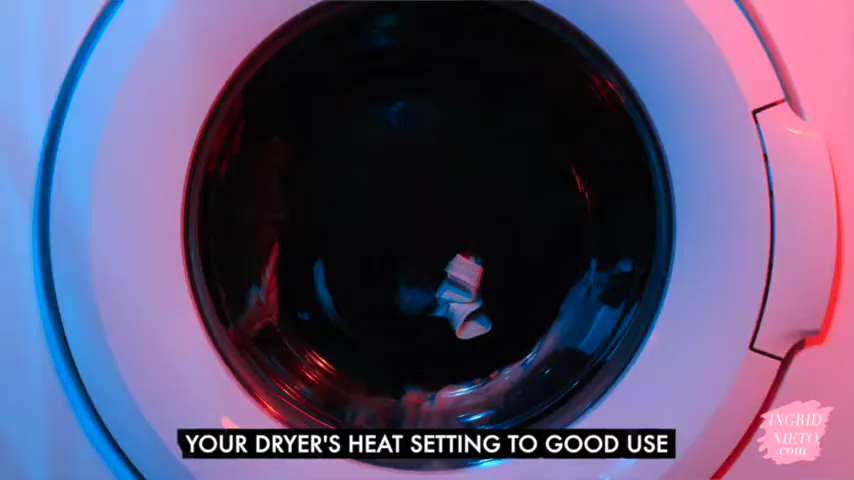 YOUR DRYER'S HEAT SETTING TO GOOD USE
INGRID
NIETO
.com